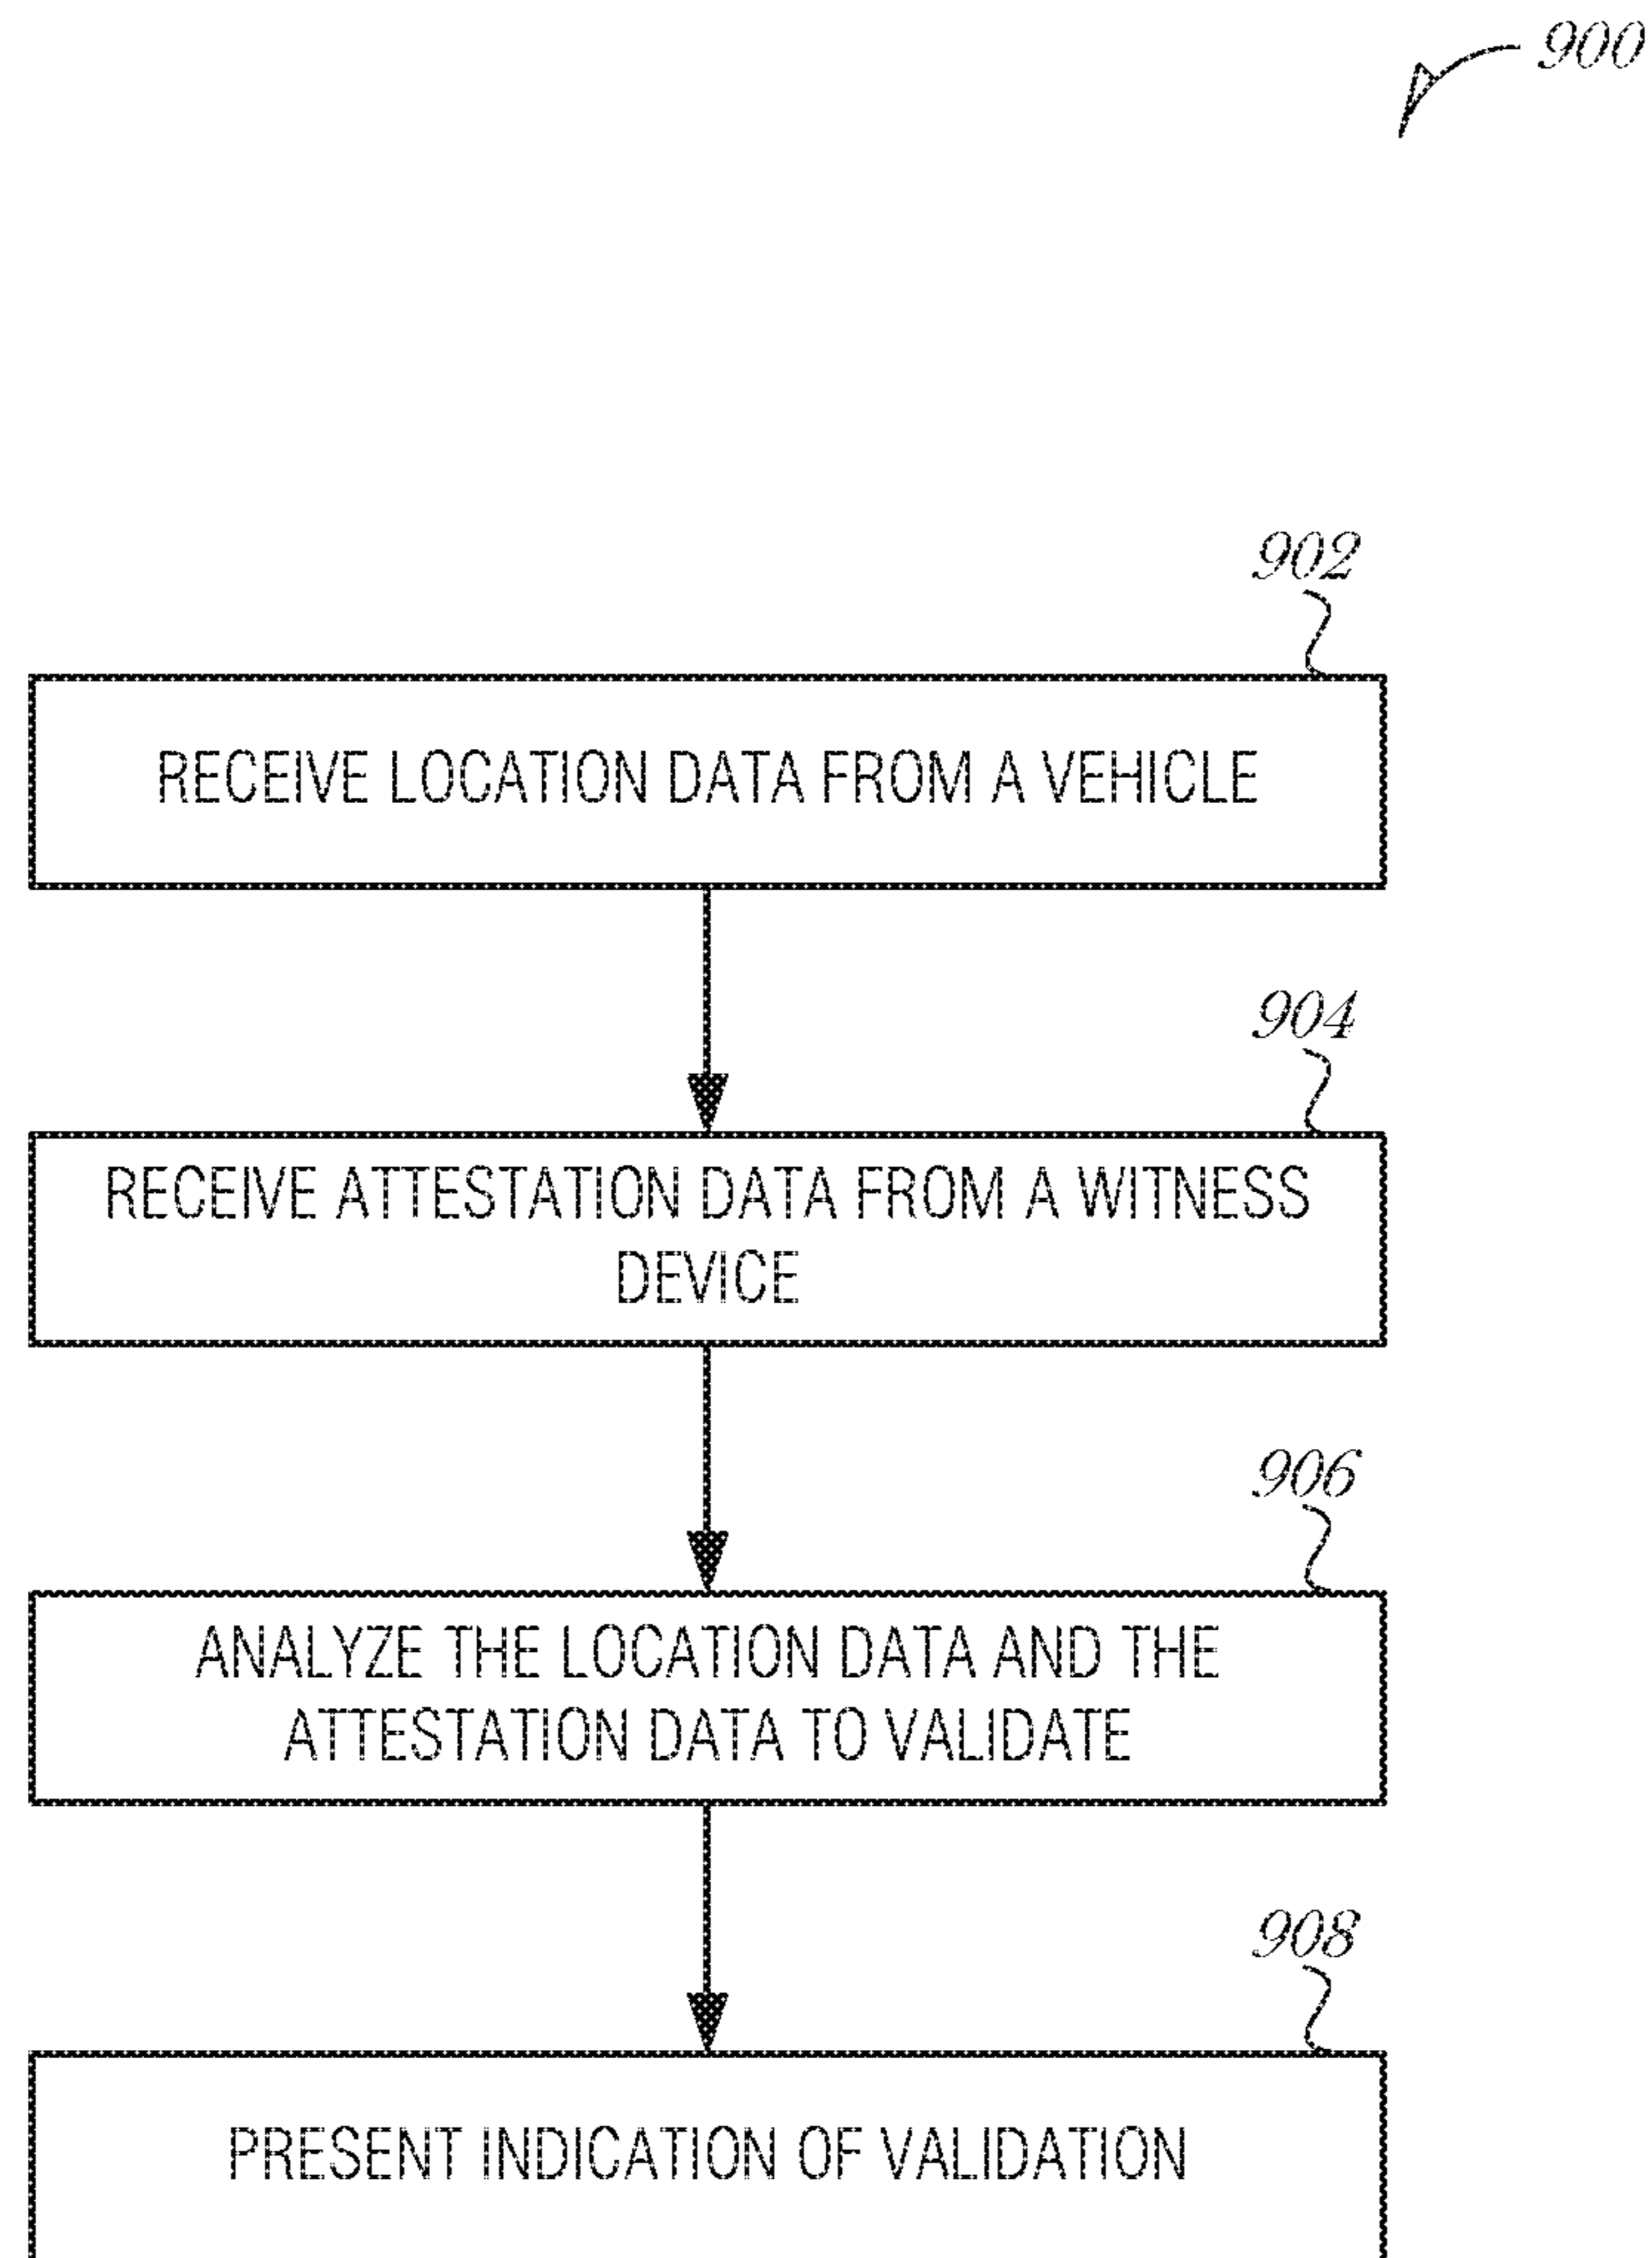 900
902
RECEIVE LOCATION DATA FROM A VEHICLE
904
RECEIVE ATTESTATION DATA FROM A WITNESS
DEVICE
906
ANALYZE THE LOCATION DATA AND THE
ATTESTATION DATA TO VALIDATE
908
PRESENT INDICATION OF VALIDATION